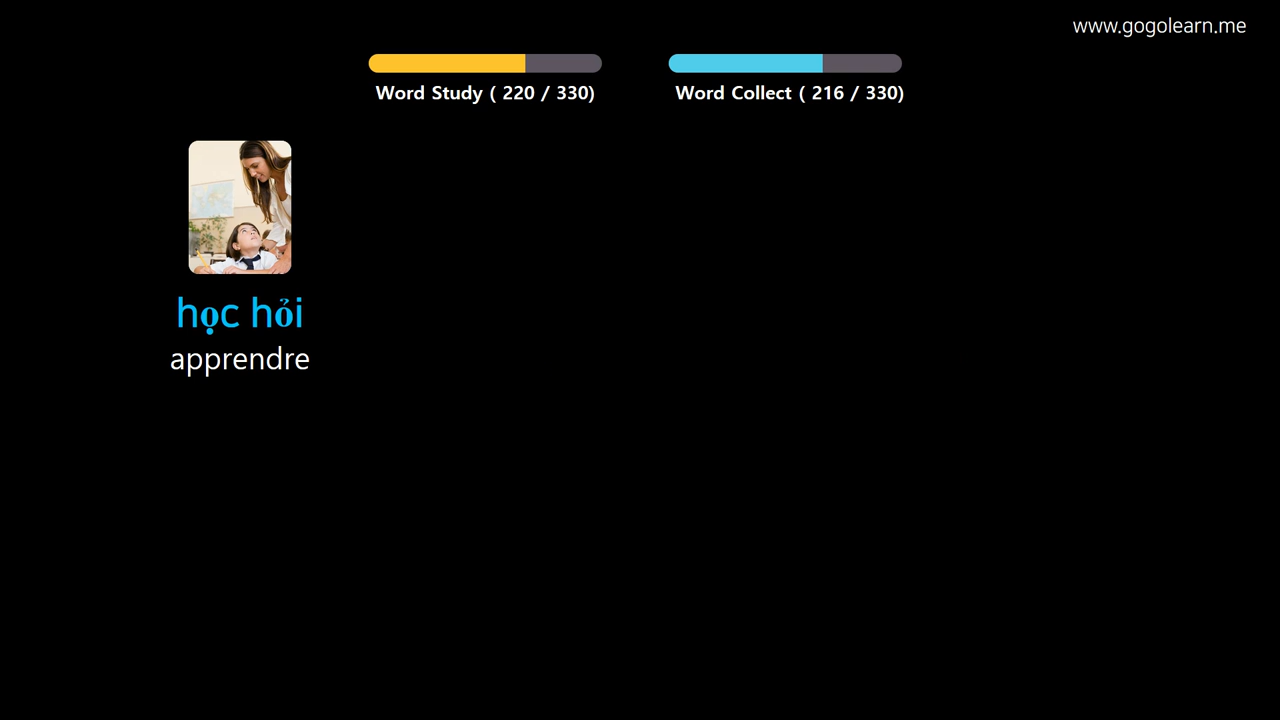 www.gogolearn.me
Word Study ( 220 / 330)
Word Collect ( 216 / 330)
học hỏi
apprendre